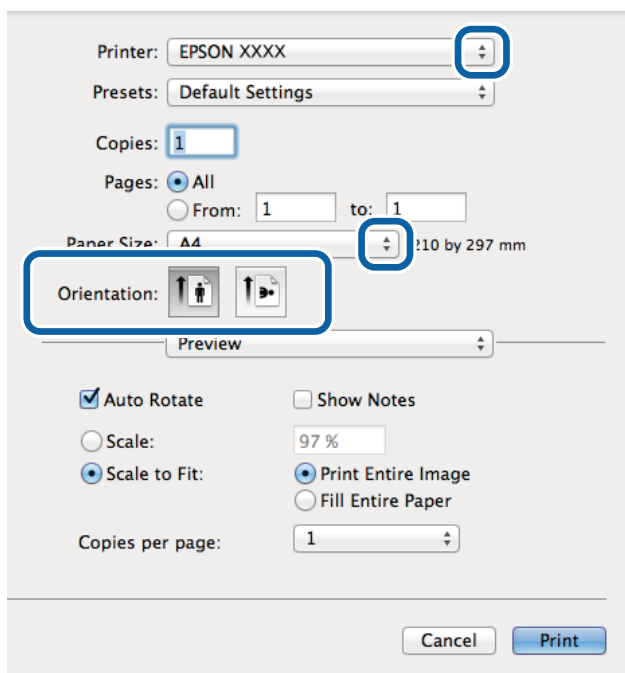 Printer: EPSON XXXX
Presets: Default Settings
Copies: 1
Pages: All
From: 1 to: 1
Paper Size: A4 210 by 297 mm
Orientation:
Preview
Auto Rotate Show Notes
Scale: 97 %
Scale to Fit: Print Entire Image
Fill Entire Paper
Copies per page: 1
Cancel Print